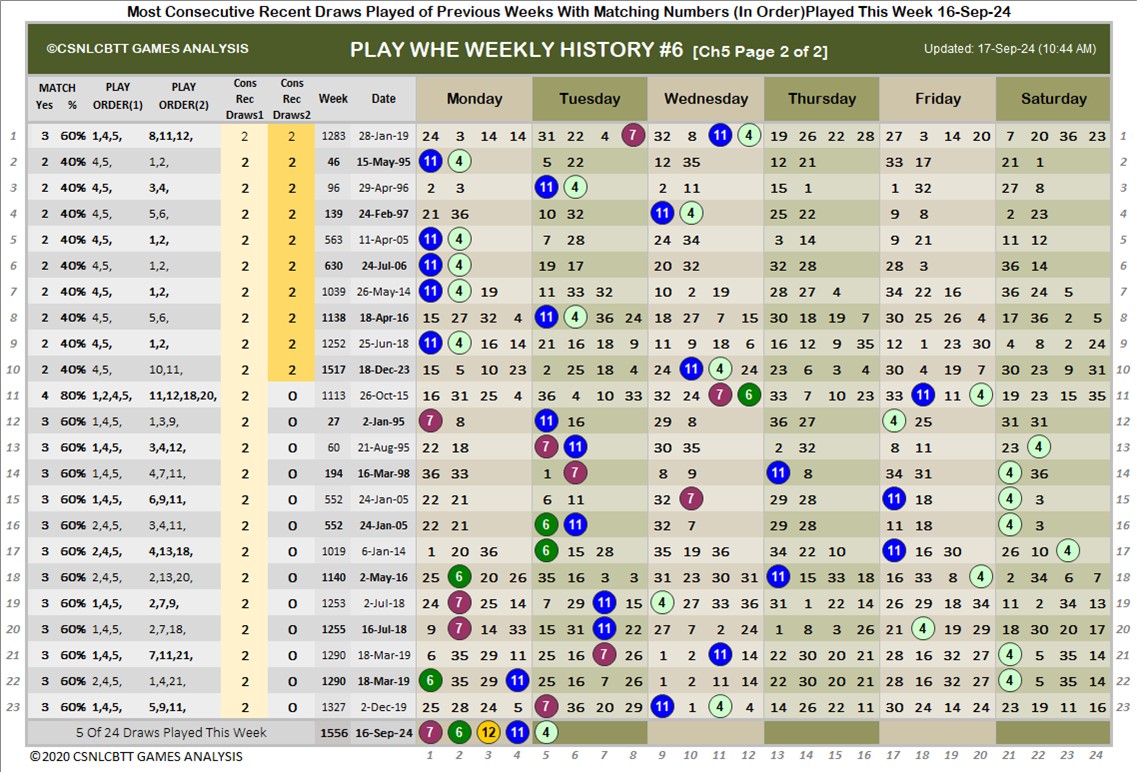 Most Consecutive Recent Draws Played of Previous Weeks With Matching Numbers (In Order)Played This Week 16-Sep-24
©CSNLCBTT GAMES ANALYSIS PLAY WHE WEEKLY HISTORY #6 [Ch5 Page 2 of 2] Updated: 17-Sep-24 (10:44 AM)
MATCH Yes % PLAY ORDER(1) PLAY ORDER(2) Cons Rec Draws1 Cons Rec Draws2 Week Date Monday Tuesday Wednesday Thursday Friday Saturday
1 3 60% 1,4,5, 8,11,12, 2 2 1283 28-Jan-19 24 3 14 14 31 22 4 7 32 8 11 4 19 26 22 28 27 3 14 20 7 20 36 23 1
2 2 40% 4,5, 1,2, 2 2 46 15-May-95 11 4 5 22 12 35 12 21 33 17 21 1 2
3 2 40% 4,5, 3,4, 2 2 96 29-Apr-96 2 3 11 4 2 11 15 1 1 32 27 8 3
4 2 40% 4,5, 5,6, 2 2 139 24-Feb-97 21 36 10 32 11 4 25 22 9 8 2 23 4
5 2 40% 4,5, 1,2, 2 2 563 11-Apr-05 11 4 7 28 24 34 3 14 9 21 11 12 5
6 2 40% 4,5, 1,2, 2 2 630 24-Jul-06 11 4 19 17 20 32 32 28 28 3 36 14 6
7 2 40% 4,5, 1,2, 2 2 1039 26-May-14 11 4 19 11 33 32 10 2 19 28 27 4 34 22 16 36 24 5 7
8 2 40% 4,5, 5,6, 2 2 1138 18-Apr-16 15 27 32 4 11 4 36 24 18 27 7 15 30 18 19 7 30 25 26 4 17 36 2 5 8
9 2 40% 4,5, 1,2, 2 2 1252 25-Jun-18 11 4 16 14 21 16 18 9 11 9 18 6 16 12 9 35 12 1 23 30 4 8 2 24 9
10 2 40% 4,5, 10,11, 2 2 1517 18-Dec-23 15 5 10 23 2 25 18 4 24 11 4 24 23 6 3 4 30 4 19 7 30 23 9 31 10
11 4 80% 1,2,4,5, 11,12,18,20, 2 0 1113 26-Oct-15 16 31 25 4 36 4 10 33 32 24 7 6 33 7 10 23 33 11 11 4 19 23 15 35 11
12 3 60% 1,4,5, 1,3,9, 2 0 27 2-Jan-95 7 8 11 16 29 8 36 27 4 25 31 31 12
13 3 60% 1,4,5, 3,4,12, 2 0 60 21-Aug-95 22 18 7 11 30 35 2 32 8 11 23 4 13
14 3 60% 1,4,5, 4,7,11, 2 0 194 16-Mar-98 36 33 1 7 8 9 11 8 34 31 4 36 14
15 3 60% 1,4,5, 6,9,11, 2 0 552 24-Jan-05 22 21 6 11 32 7 29 28 11 18 4 3 15
16 3 60% 2,4,5, 3,4,11, 2 0 552 24-Jan-05 22 21 6 11 32 7 29 28 11 18 4 3 16
17 3 60% 2,4,5, 4,13,18, 2 0 1019 6-Jan-14 1 20 36 6 15 28 35 19 36 34 22 10 11 16 30 26 10 4 17
18 3 60% 2,4,5, 2,13,20, 2 0 1140 2-May-16 25 6 20 26 35 16 3 3 31 23 30 31 11 15 33 18 16 33 8 4 2 34 6 7 18
19 3 60% 1,4,5, 2,7,9, 2 0 1253 2-Jul-18 24 7 25 14 7 29 11 15 4 27 33 36 31 1 22 14 26 29 18 34 11 2 34 13 19
20 3 60% 1,4,5, 2,7,18, 2 0 1255 16-Jul-18 9 7 14 33 15 31 11 22 27 7 2 24 1 8 3 26 21 4 19 29 18 5 20 17 20
21 3 60% 1,4,5, 7,11,21, 2 0 1290 18-Mar-19 6 35 29 11 25 16 7 26 1 2 11 14 22 30 20 21 28 16 32 27 4 5 35 14 21
22 3 60% 2,4,5, 1,4,21, 2 0 1290 18-Mar-19 6 35 29 11 25 16 7 26 1 2 11 14 22 30 20 21 28 16 32 27 4 5 35 14 22
23 3 60% 1,4,5, 5,9,11, 2 0 1327 2-Dec-19 25 28 24 5 7 36 20 29 11 1 4 24 14 26 22 11 30 24 14 24 23 19 11 16 23
5 Of 24 Draws Played This Week 1556 16-Sep-24 7 6 12 11 4
©2020 CSNLCBTT GAMES ANALYSIS 1 2 3 4 5 6 7 8 9 10 11 12 13 14 15 16 17 18 19 20 21 22 23 24